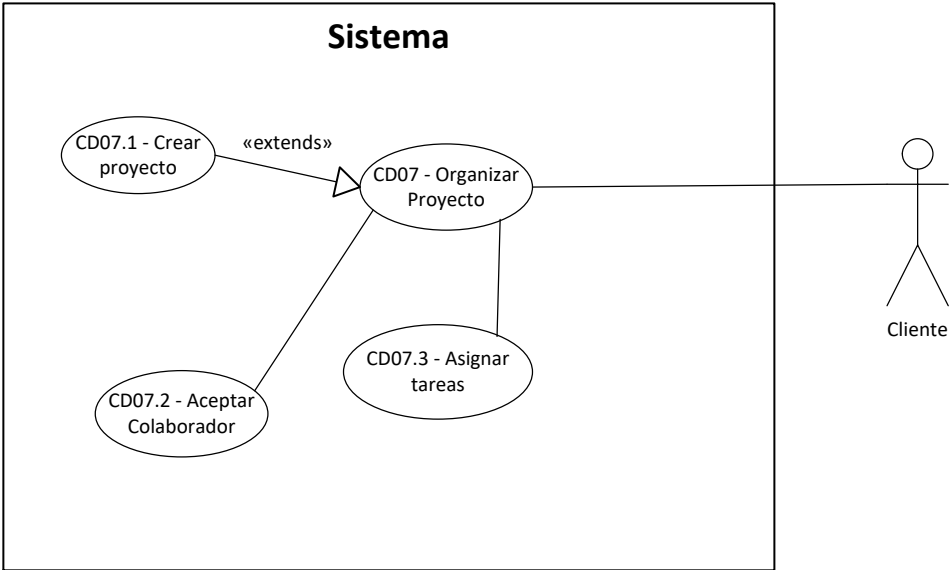 Sistema
CD07.1 - Crear
proyecto
«extends»
CD07 - Organizar
Proyecto
Cliente
CD07.3 - Asignar
tareas
CD07.2 - Aceptar
Colaborador